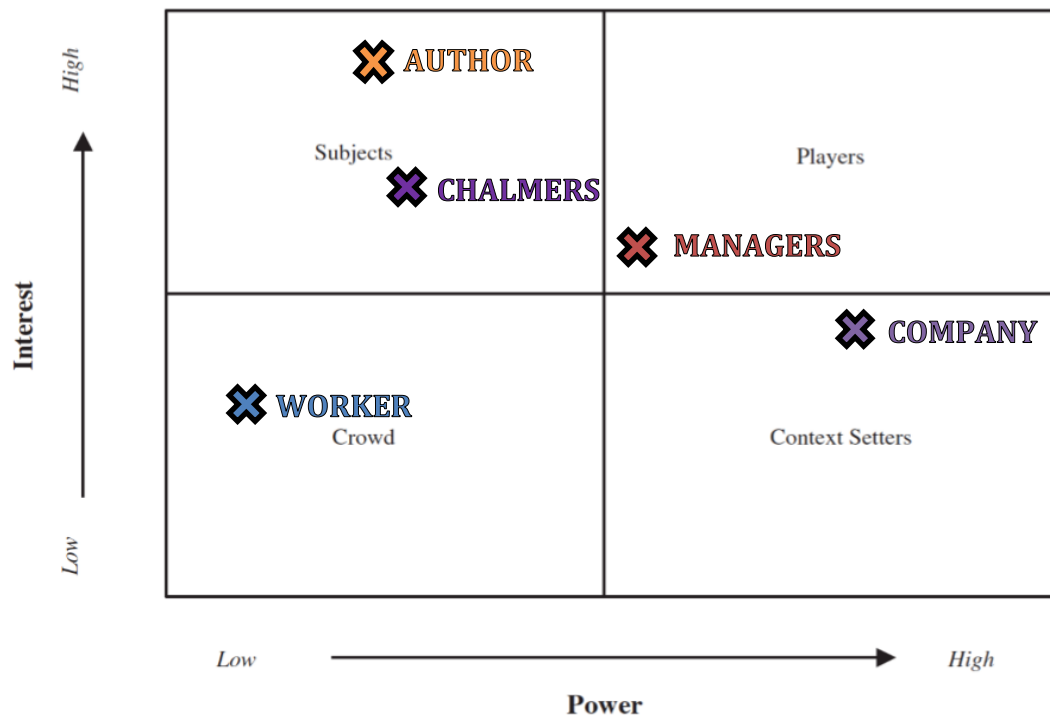 High
AUTHOR
Subjects
Players
CHALMERS
MANAGERS
Interest
COMPANY
WORKER
Crowd
Context Setters
Low
Low
High
Power